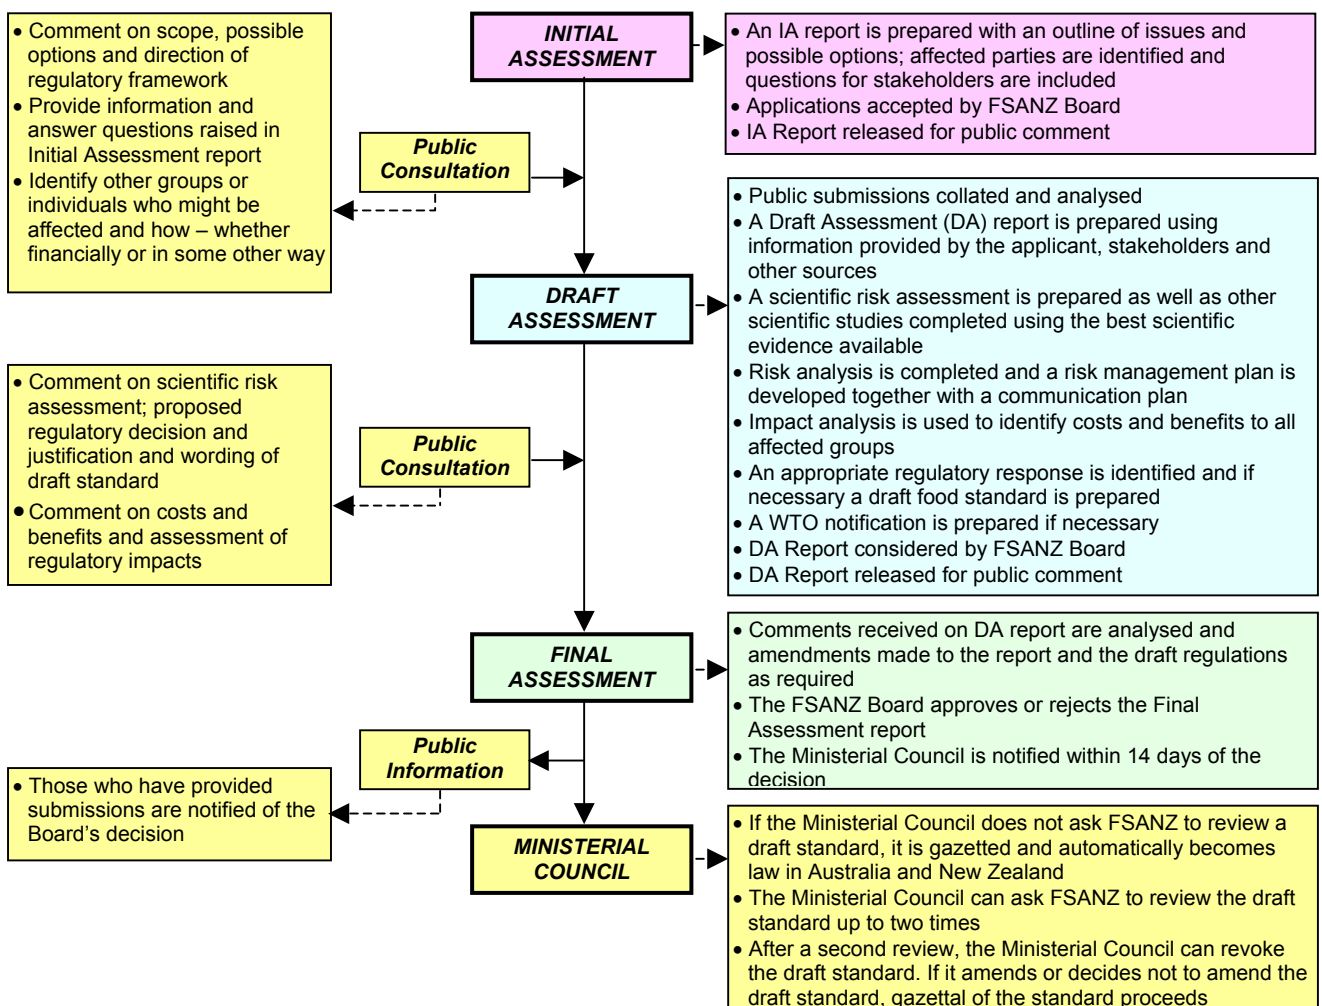 • Comment on scope, possible
options and direction of
regulatory framework
• Provide information and
answer questions raised in
Initial Assessment report
• Identify other groups or
individuals who might be
affected and how – whether
financially or in some other way
INITIAL
ASSESSMENT
• An IA report is prepared with an outline of issues and
possible options; affected parties are identified and
questions for stakeholders are included
• Applications accepted by FSANZ Board
• IA Report released for public comment
Public
Consultation
DRAFT
ASSESSMENT
• Public submissions collated and analysed
• A Draft Assessment (DA) report is prepared using
information provided by the applicant, stakeholders and
other sources
• A scientific risk assessment is prepared as well as other
scientific studies completed using the best scientific
evidence available
• Risk analysis is completed and a risk management plan is
developed together with a communication plan
• Impact analysis is used to identify costs and benefits to all
affected groups
• An appropriate regulatory response is identified and if
necessary a draft food standard is prepared
• A WTO notification is prepared if necessary
• DA Report considered by FSANZ Board
• DA Report released for public comment
• Comment on scientific risk
assessment; proposed
regulatory decision and
justification and wording of
draft standard
• Comment on costs and
benefits and assessment of
regulatory impacts
Public
Consultation
FINAL
ASSESSMENT
• Comments received on DA report are analysed and
amendments made to the report and the draft regulations
as required
• The FSANZ Board approves or rejects the Final
Assessment report
• The Ministerial Council is notified within 14 days of the
decision
Public
Information
• Those who have provided
submissions are notified of the
Board’s decision
MINISTERIAL
COUNCIL
• If the Ministerial Council does not ask FSANZ to review a
draft standard, it is gazetted and automatically becomes
law in Australia and New Zealand
• The Ministerial Council can ask FSANZ to review the draft
standard up to two times
• After a second review, the Ministerial Council can revoke
the draft standard. If it amends or decides not to amend the
draft standard, gazettal of the standard proceeds